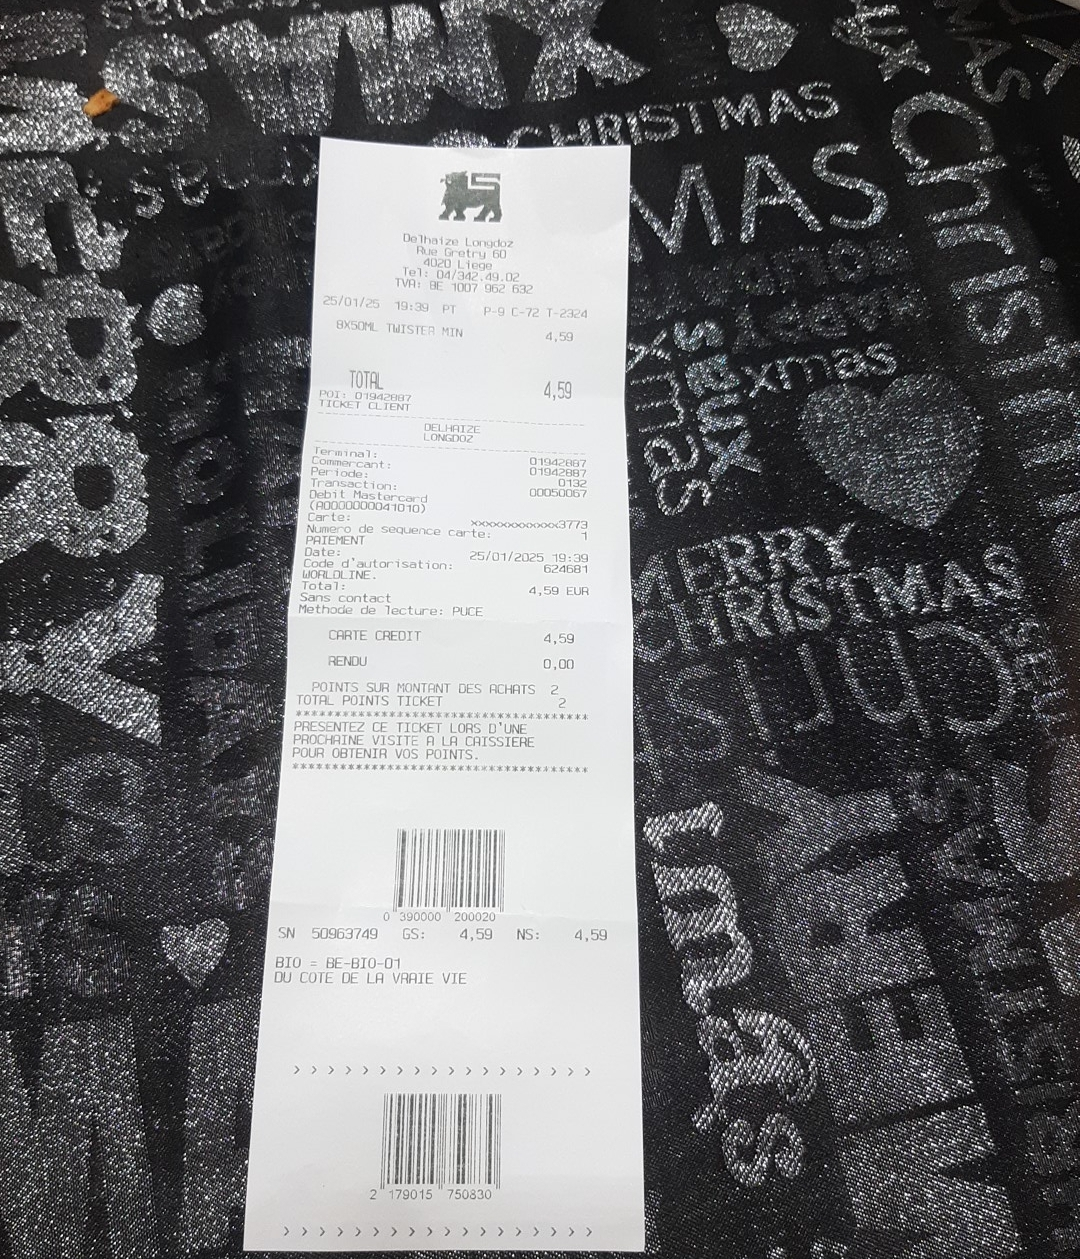 Delhaize Longdoz
Rue Gretry 60
4020 Liege
Tel: 04/342.49.02
TVA: BE 1007 962 632
25/01/25 19:39 PT P-9 C-72 T-2324
8X50ML TWISTER MIN 4,59
TOTAL 4,59
POI: 01942887
TICKET CLIENT
DELHAIZE
LONGDOZ
Terminal: 01942887
Commercant: 01942887
Periode: 0132
Transaction: 00050067
Debit Mastercard
(A0000000041010)
Carte: xxxxxxxxxxxx3773
Numero de sequence carte: 1
PAIEMENT
Date: 25/01/2025 19:39
Code d'autorisation: 624681
WORLDLINE.
Total: 4,59 EUR
Sans contact
Methode de lecture: PUCE
CARTE CREDIT 4,59
RENDU 0,00
POINTS SUR MONTANT DES ACHATS 2
TOTAL POINTS TICKET 2
****************************************
PRESENTEZ CE TICKET LORS D'UNE
PROCHAINE VISITE A LA CAISSIERE
POUR OBTENIR VOS POINTS.
****************************************
0 390000 200020
SN 50963749 GS: 4,59 NS: 4,59
BIO = BE-BIO-01
DU COTE DE LA VRAIE VIE
> > > > > > > > > > > > > > > > > >
2 179015 750830
> > > > > > > > > > > > > > > > > >
CHRISTMAS
MAS
Christ
xmas
xmas
MERRY
CHRISTMAS
xmas